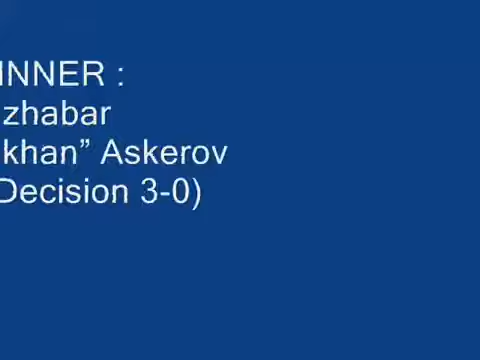 INNER :
zhabar
khan” Askerov
Decision 3-0)